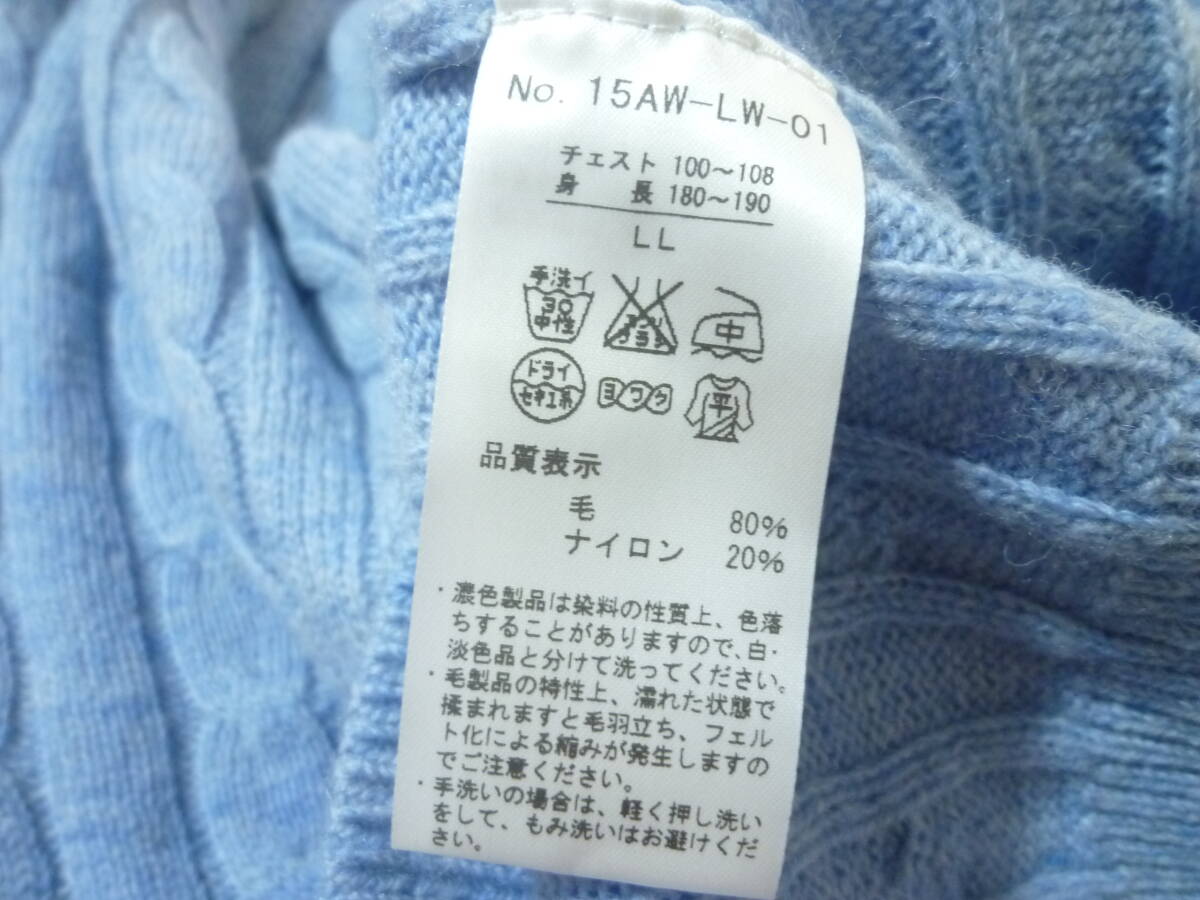 No. 15AW-LW-01
チェスト 100～108
身 長 180～190
LL
手洗イ
30
中性
エンソサラシ
中
ドライ
セキユ系
ヨワク
平
品質表示
毛 80%
ナイロン 20%
・濃色製品は染料の性質上、色落
ちすることがありますので、白・
淡色品と分けて洗ってください。
・毛製品の特性上、濡れた状態で
揉まれますと毛羽立ち、フェル
ト化による縮みが発生しますの
でご注意ください。
・手洗いの場合は、軽く押し洗い
をして、もみ洗いはお避けくだ
さい。